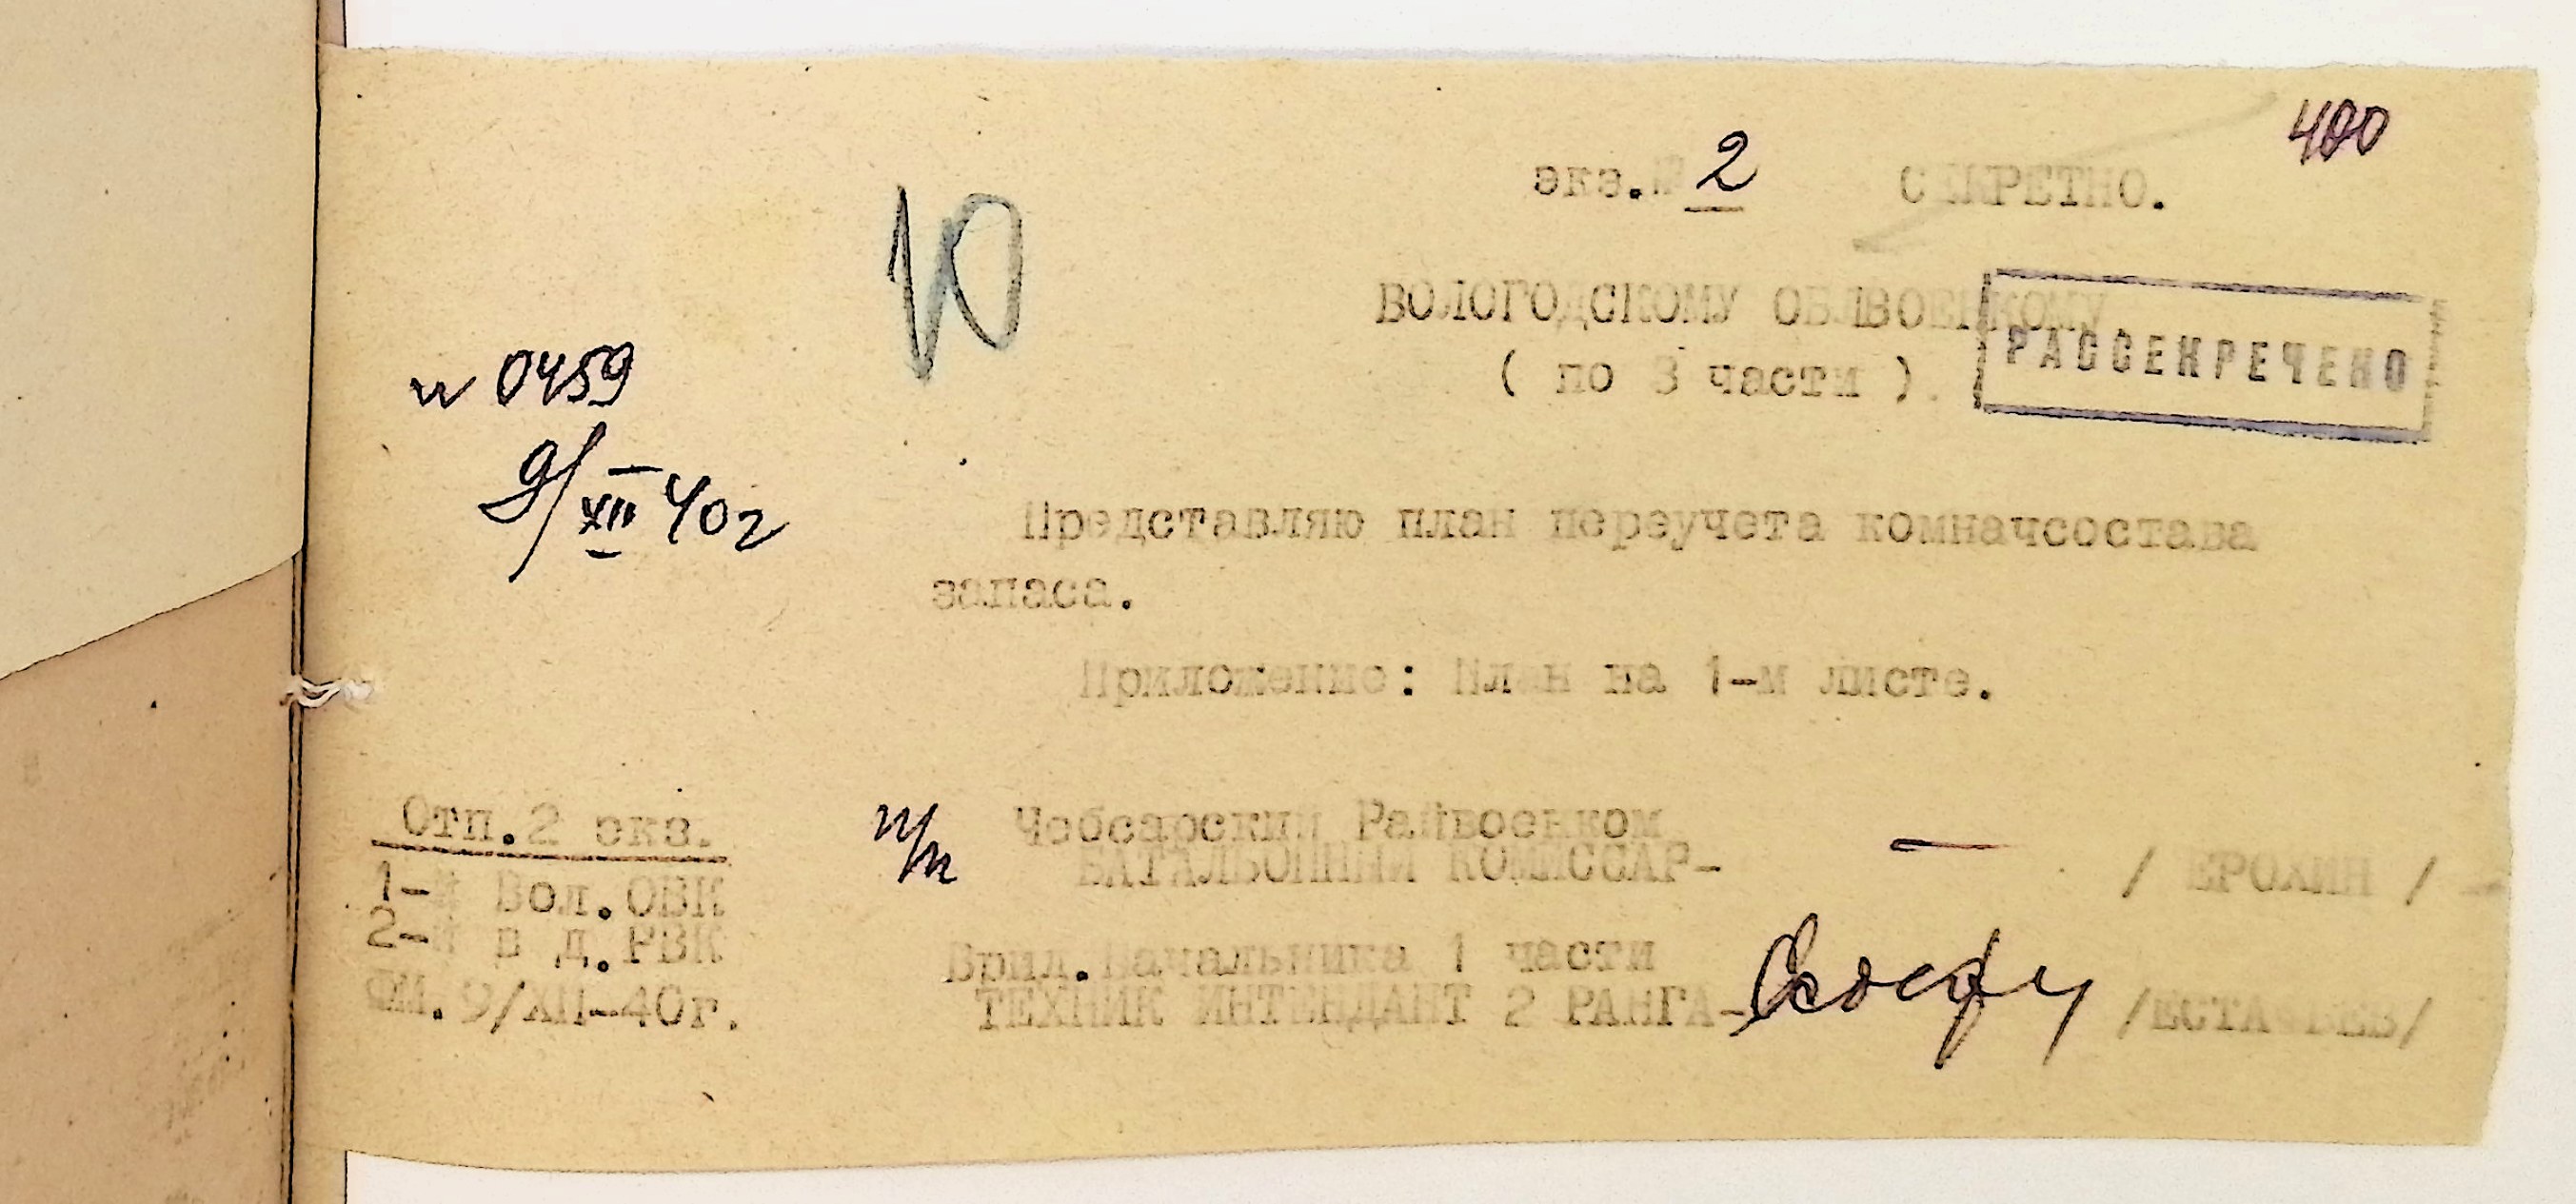 400
экз.№ 2 СЕКРЕТНО.
ВОЛОГОДСКОМУ ОБЛВОЕНКОМУ
( по 3 части ).
РАССЕКРЕЧЕНО
10
№ 0459
9/XII 40г
Представляю план переучета комначсостава
запаса.
Приложение: План на 1-м листе.
Отп.2 экз.
1-й Вол.ОВК
2-й в д.РВК
ФМ.9/XII-40г.
п/п Чебсарский Райвоенком
БАТАЛЬОННЫЙ КОМИССАР- / ЕРОХИН /
Врид.Начальника 1 части
ТЕХНИК ИНТЕНДАНТ 2 РАНГА- /ЕСТАФЬЕВ/